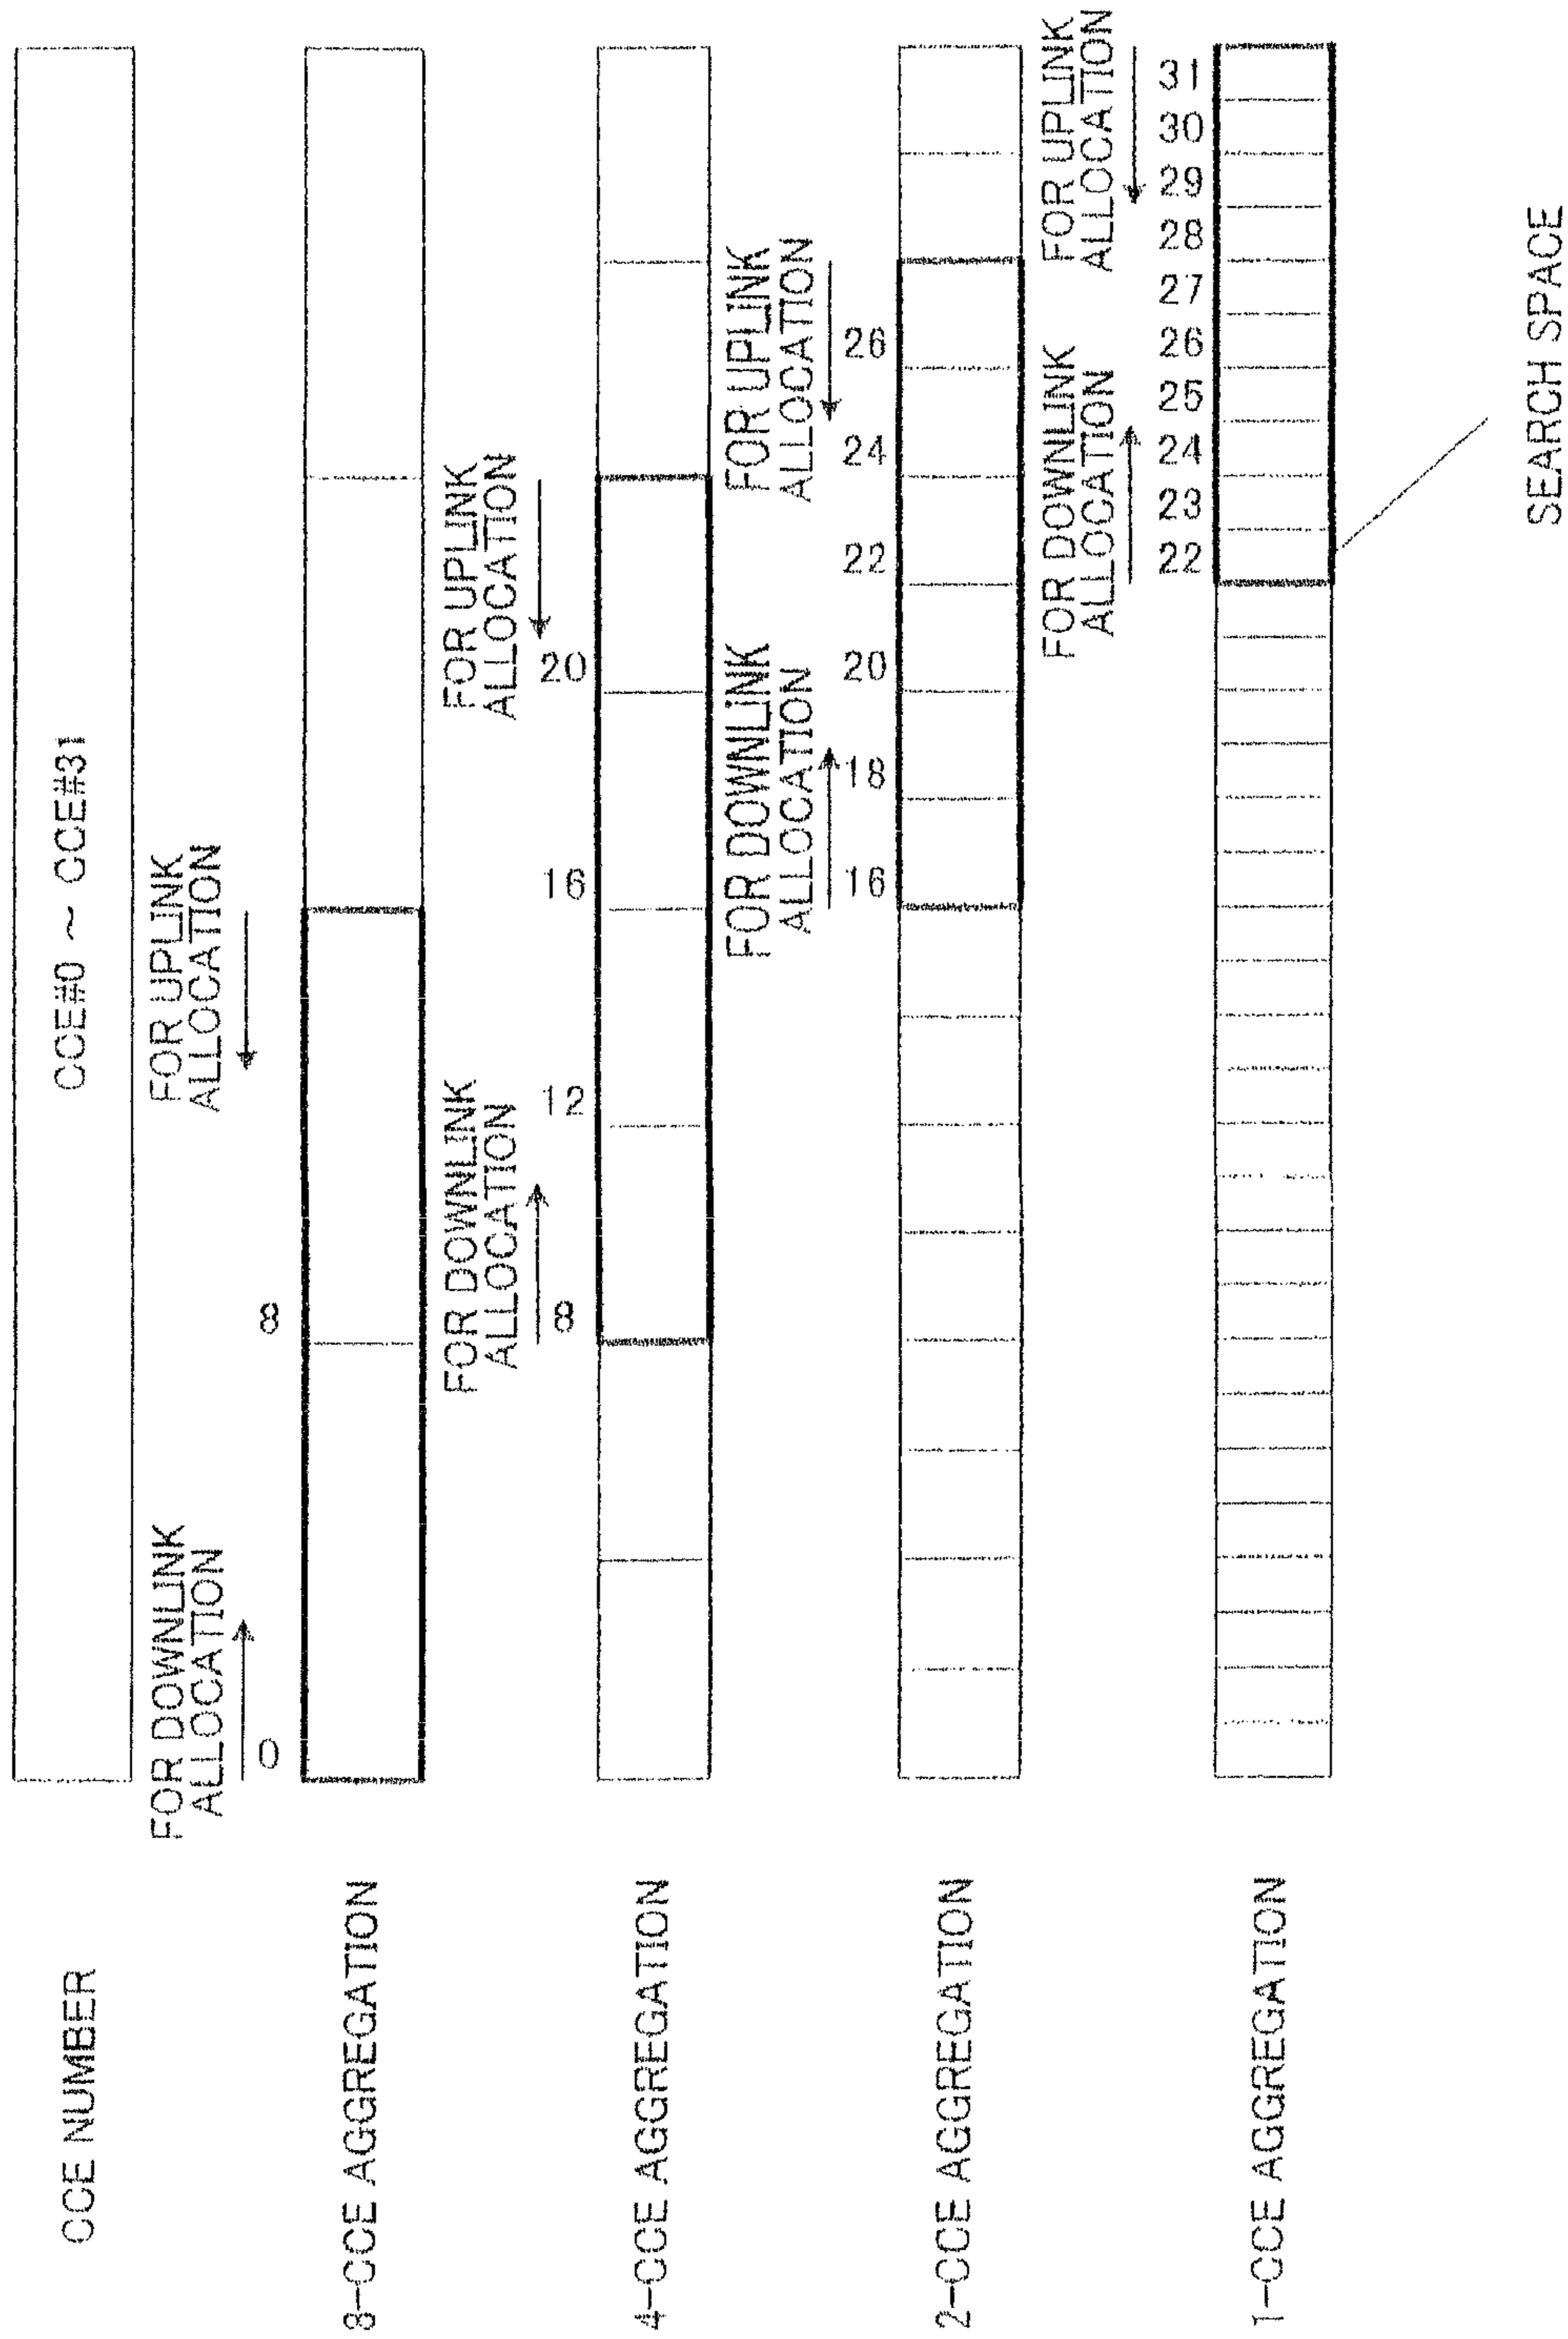 CCE NUMBER
CCE#0 ~ CCE#31
FOR DOWNLINK
ALLOCATION
FOR UPLINK
ALLOCATION
0
8
8-CCE AGGREGATION
FOR DOWNLINK
ALLOCATION
FOR UPLINK
ALLOCATION
8
12
16
20
4-CCE AGGREGATION
FOR DOWNLINK
ALLOCATION
FOR UPLINK
ALLOCATION
16
18
20
22
24
26
2-CCE AGGREGATION
FOR DOWNLINK
ALLOCATION
FOR UPLINK
ALLOCATION
22
23
24
25
26
27
28
29
30
31
1-CCE AGGREGATION
SEARCH SPACE